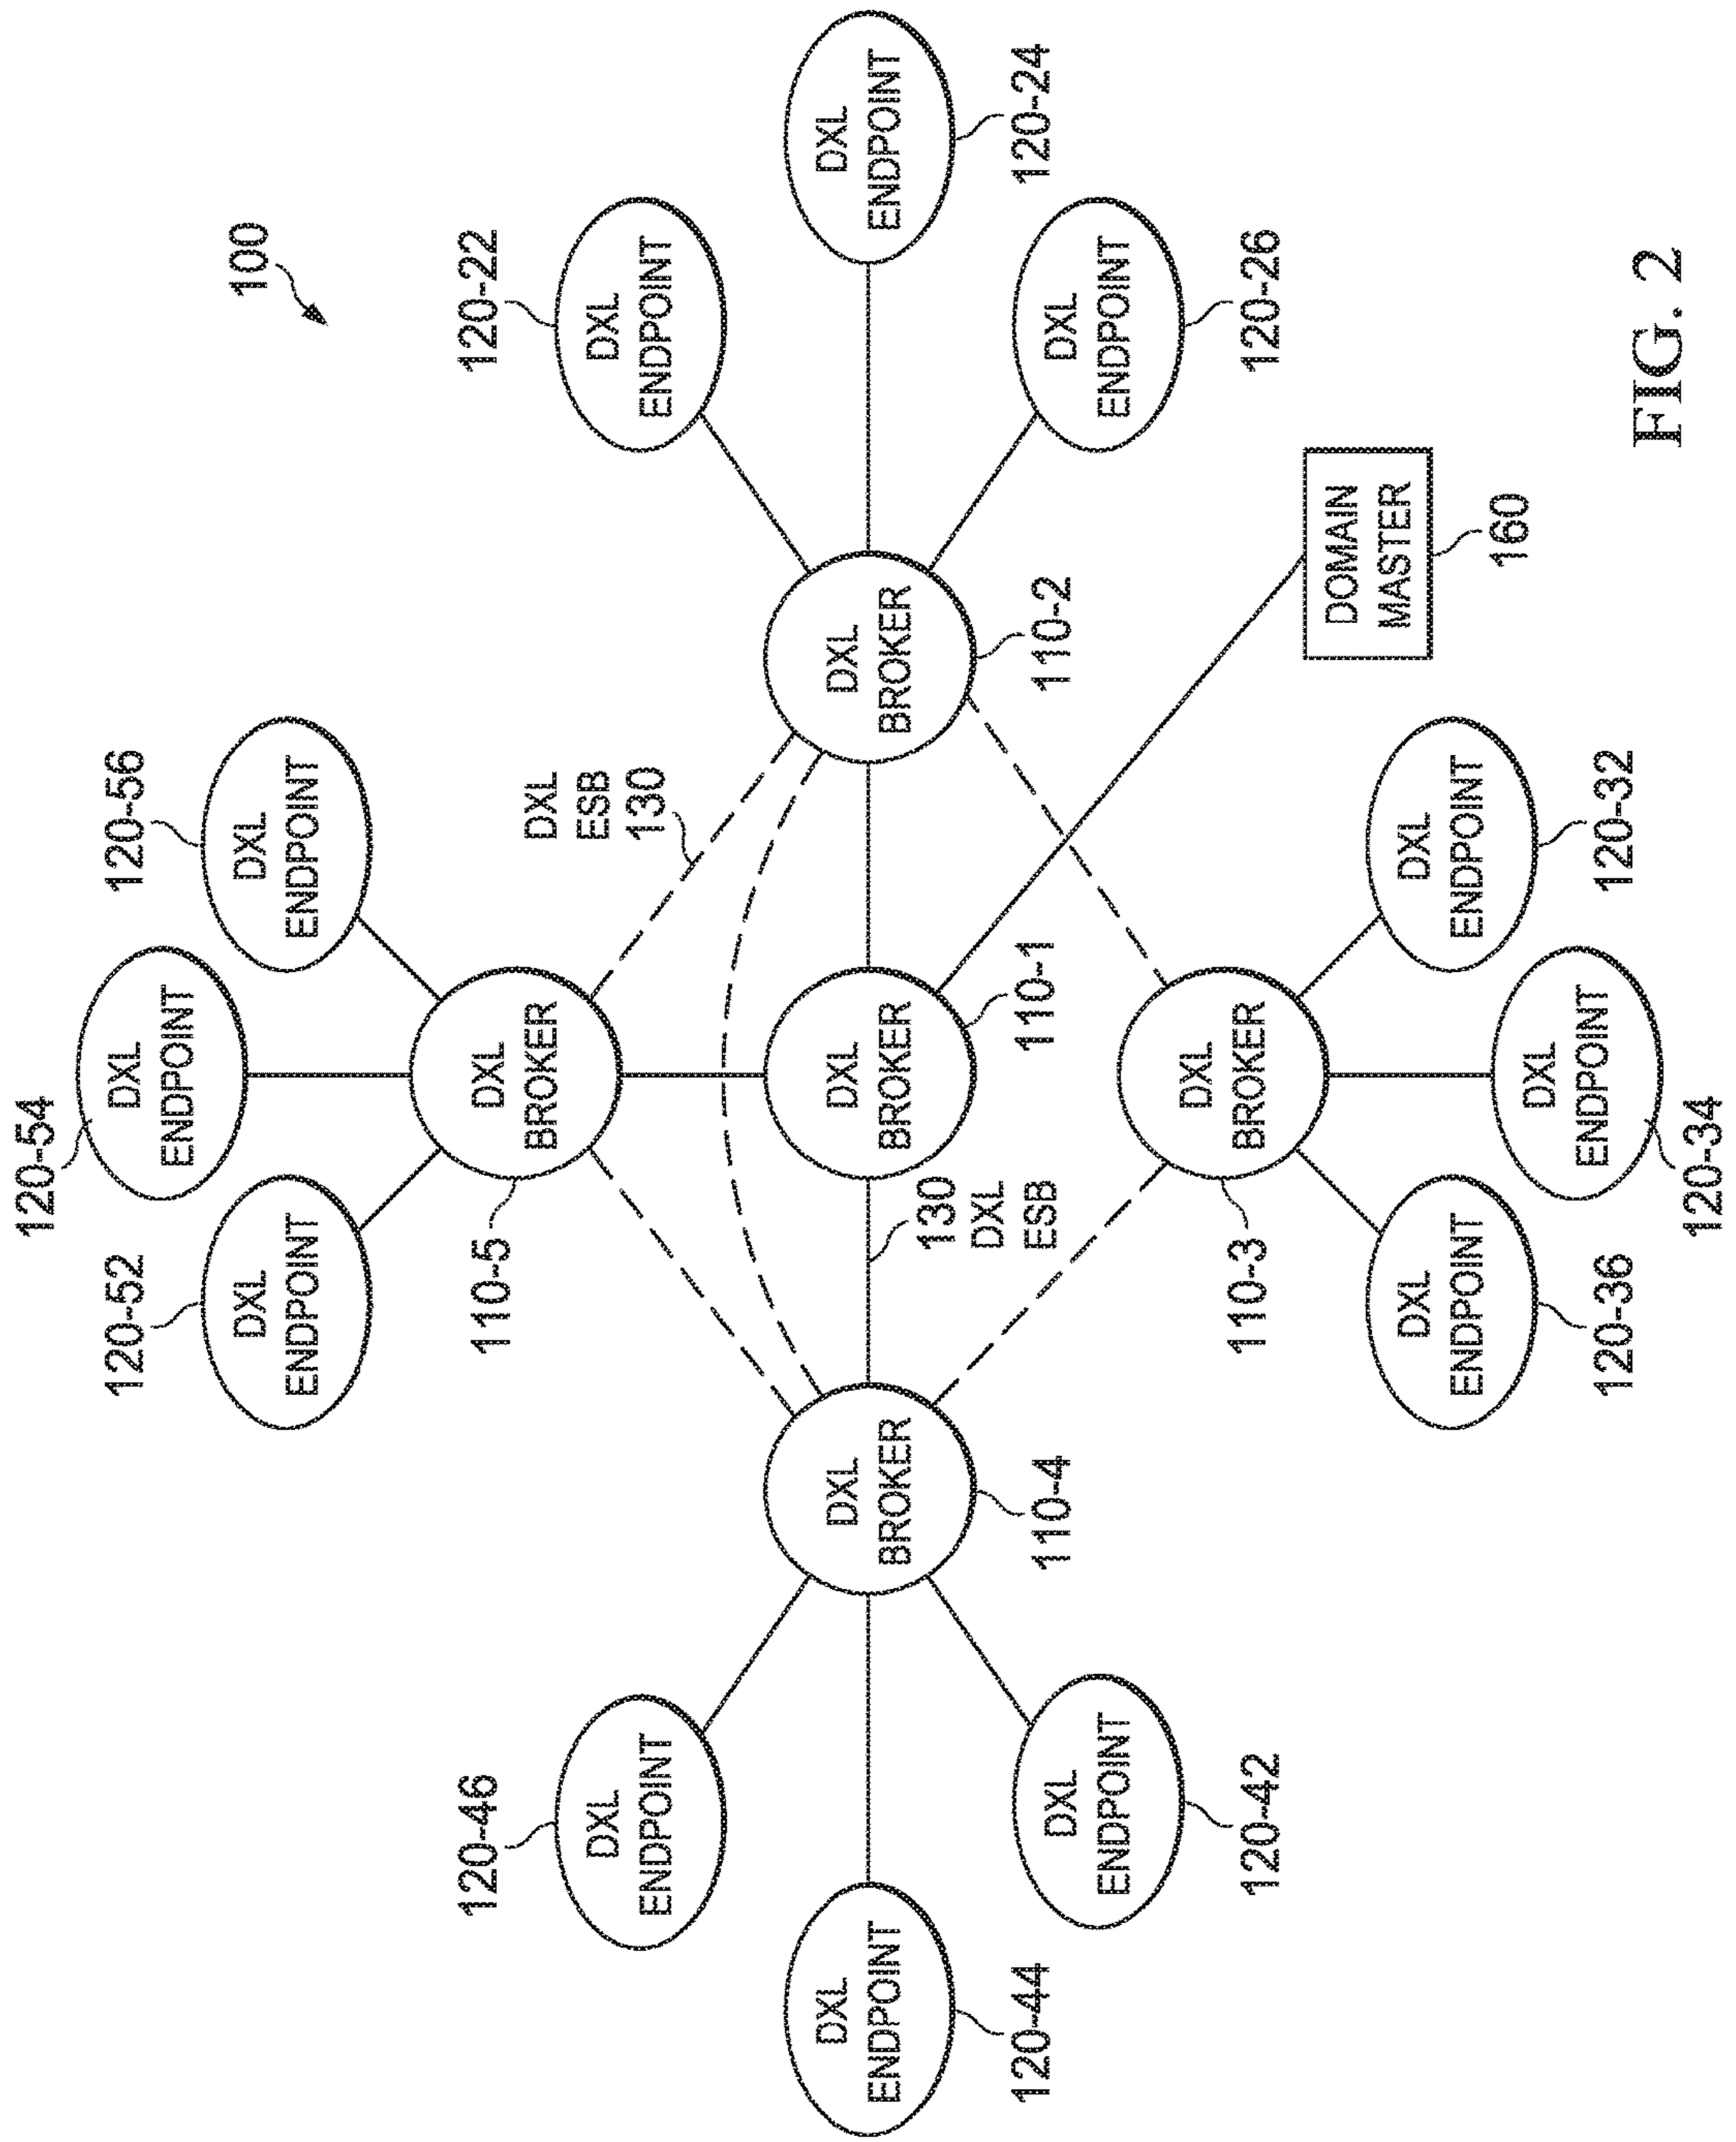 120-54
DXL
ENDPOINT
120-52
DXL
ENDPOINT
120-56
DXL
ENDPOINT
100
110-5
DXL
BROKER
DXL
ESB
130
120-46
DXL
ENDPOINT
120-22
DXL
ENDPOINT
120-44
DXL
ENDPOINT
110-4
DXL
BROKER
130
DXL
ESB
110-1
DXL
BROKER
110-2
DXL
BROKER
120-24
DXL
ENDPOINT
120-42
DXL
ENDPOINT
120-26
DXL
ENDPOINT
110-3
DXL
BROKER
DOMAIN
MASTER
160
120-36
DXL
ENDPOINT
120-34
DXL
ENDPOINT
120-32
DXL
ENDPOINT
FIG. 2